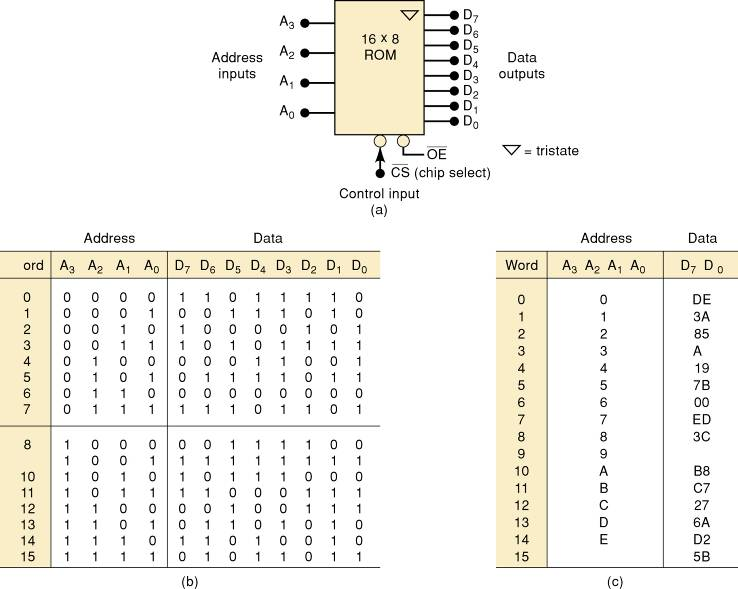 A3
A2
A1
A0
Address
inputs
16 x 8
ROM
D7
D6
D5
D4
D3
D2
D1
D0
Data
outputs
OE
= tristate
CS (chip select)
Control input
(a)
Address Data
ord A3 A2 A1 A0 D7 D6 D5 D4 D3 D2 D1 D0
0 0 0 0 0 1 1 0 1 1 1 1 0
1 0 0 0 1 0 0 1 1 1 0 1 0
2 0 0 1 0 1 0 0 0 0 1 0 1
3 0 0 1 1 1 0 1 0 1 1 1 1
4 0 1 0 0 0 0 0 1 1 0 0 1
5 0 1 0 1 0 1 1 1 1 0 1 1
6 0 1 1 0 0 0 0 0 0 0 0 0
7 0 1 1 1 1 1 1 0 1 1 0 1
8 1 0 0 0 0 0 1 1 1 1 0 0
1 0 0 1 1 1 1 1 1 1 1 1
10 1 0 1 0 1 0 1 1 1 0 0 0
11 1 0 1 1 1 1 0 0 0 1 1 1
12 1 1 0 0 0 0 1 0 0 1 1 1
13 1 1 0 1 0 1 1 0 1 0 1 0
14 1 1 1 0 1 1 0 1 0 0 1 0
15 1 1 1 1 0 1 0 1 1 0 1 1
(b)
Address Data
Word A3 A2 A1 A0 D7 D0
0 0 DE
1 1 3A
2 2 85
3 3 A
4 4 19
5 5 7B
6 6 00
7 7 ED
8 8 3C
9 9
10 A B8
11 B C7
12 C 27
13 D 6A
14 E D2
15 5B
(c)